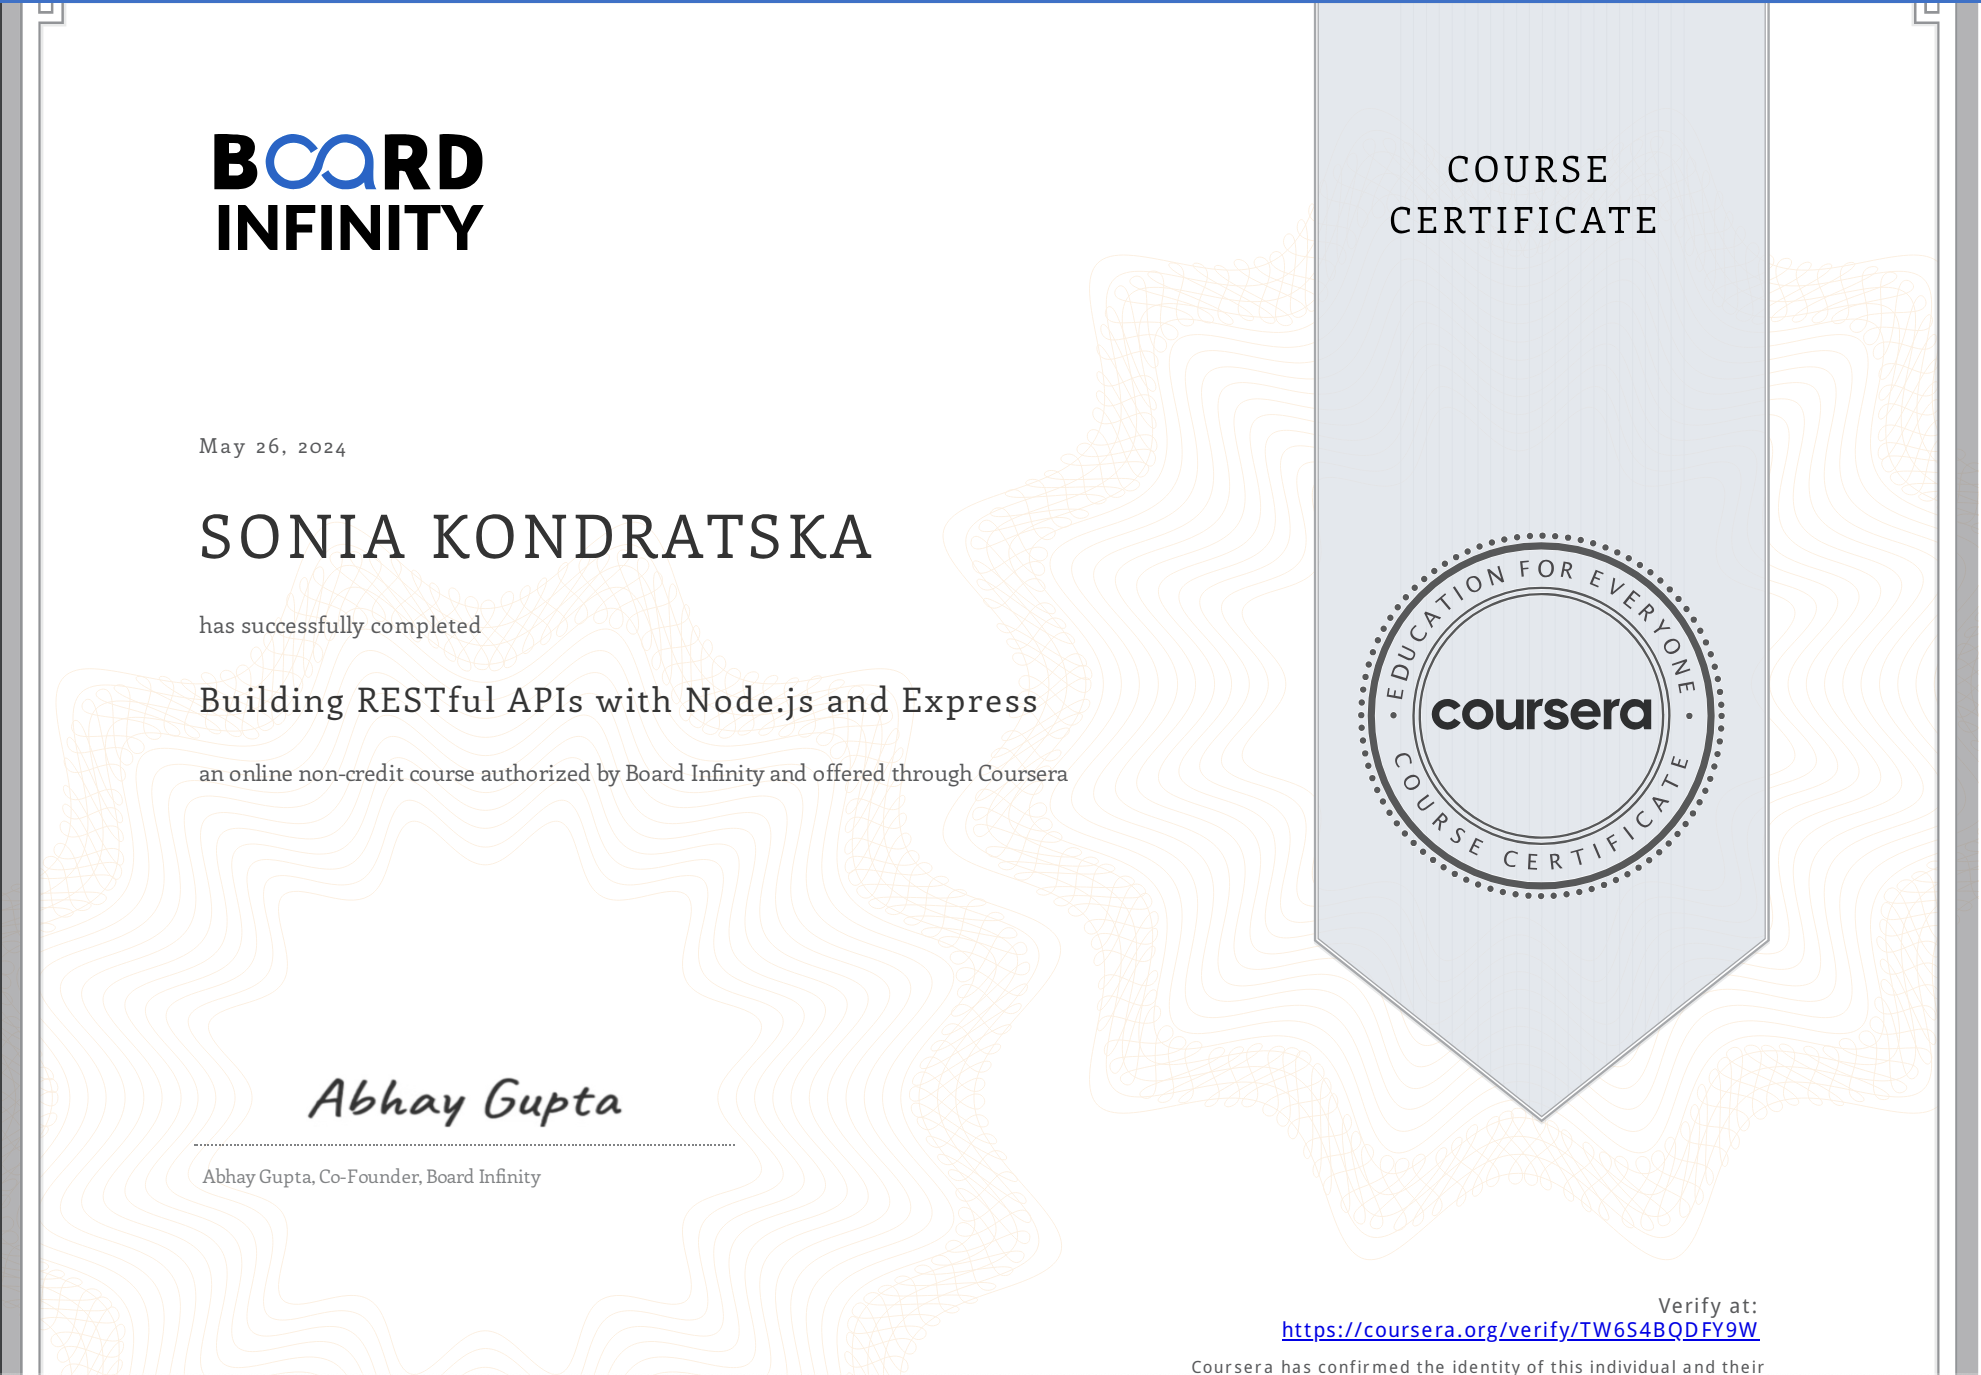 BOARD
INFINITY
COURSE
CERTIFICATE
May 26, 2024
SONIA KONDRATSKA
has successfully completed
Building RESTful APIs with Node.js and Express
an online non-credit course authorized by Board Infinity and offered through Coursera
EDUCATION FOR EVERYONE
coursera
COURSE CERTIFICATE
Abhay Gupta
Abhay Gupta, Co-Founder, Board Infinity
Verify at:
https://coursera.org/verify/TW6S4BQDFY9W
Coursera has confirmed the identity of this individual and their